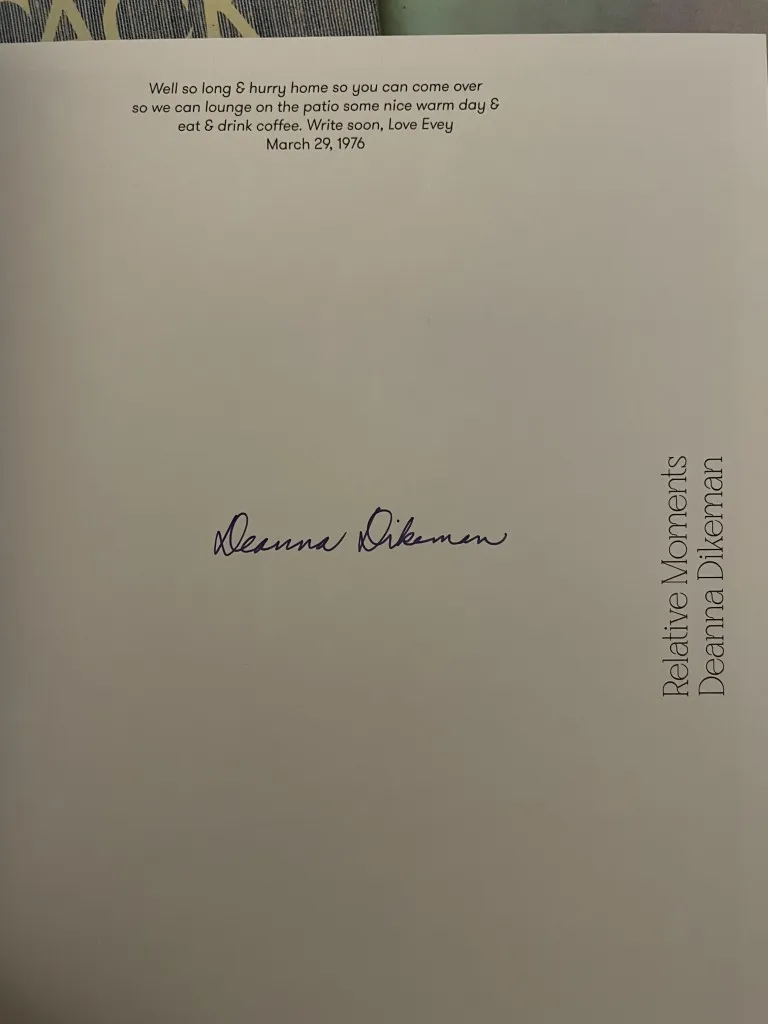 Well so long & hurry home so you can come over
so we can lounge on the patio some nice warm day &
eat & drink coffee. Write soon, Love Evey
March 29, 1976
Deanna Dikeman
Relative Moments
Deanna Dikeman